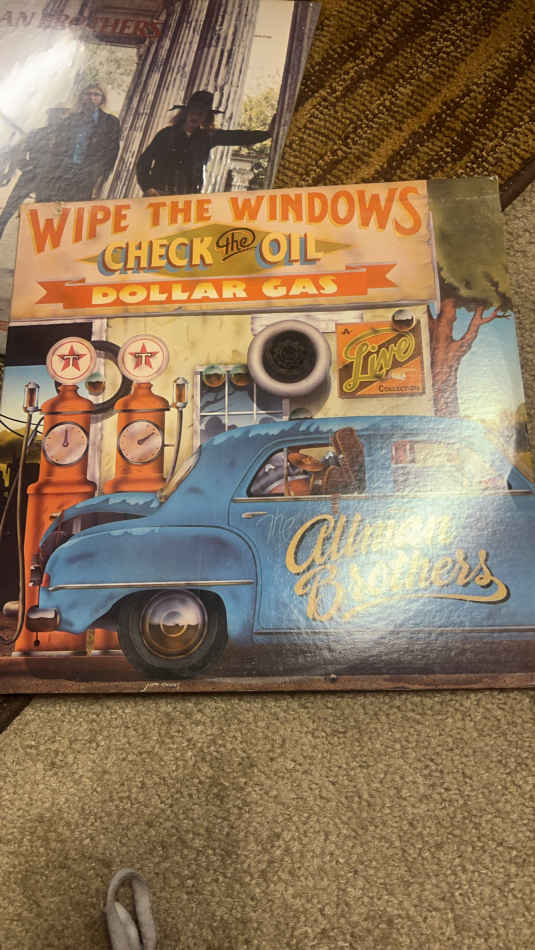 AN BROTHERS
WIPE THE WINDOWS
CHECK the OIL
DOLLAR GAS
T T
A
Live
COLLECTION
The
Allman
Brothers